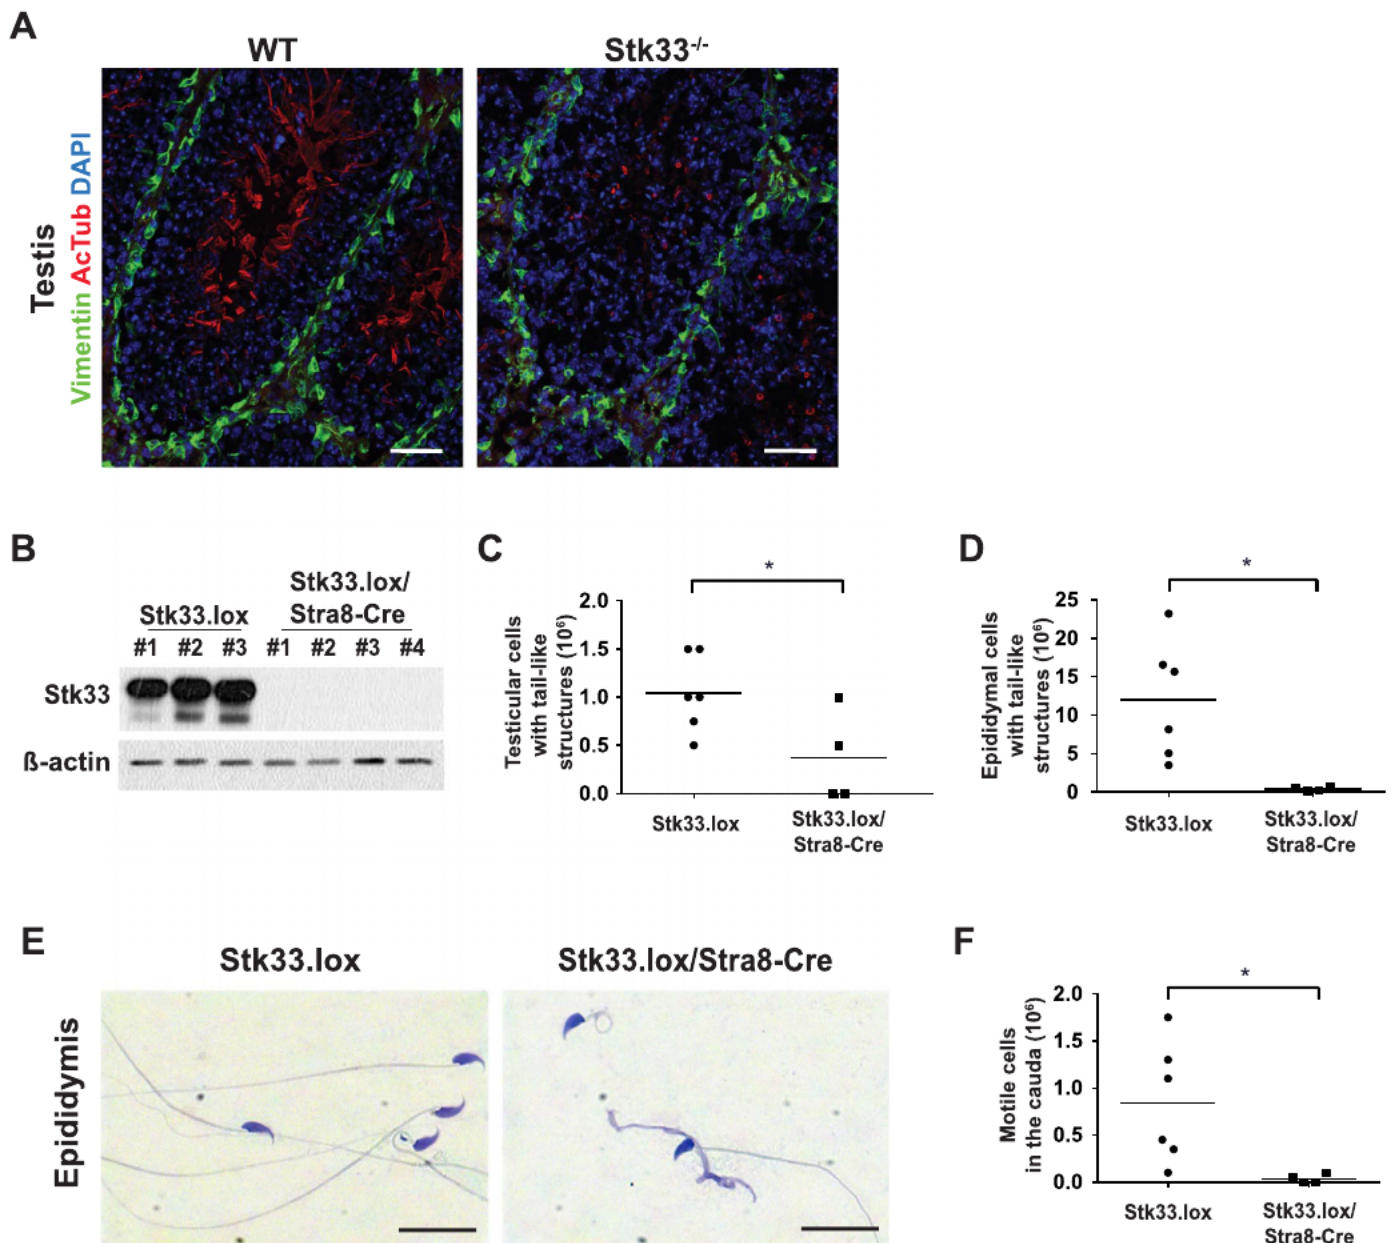 A
WT
Stk33-/-
Testis
Vimentin AcTub DAPI
B
Stk33.lox
Stk33.lox/
Stra8-Cre
#1 #2 #3 #1 #2 #3 #4
Stk33
ß-actin
C
*
Testicular cells
with tail-like
structures (10⁶)
2.0
1.5
1.0
0.5
0.0
Stk33.lox
Stk33.lox/
Stra8-Cre
D
*
Epididymal cells
with tail-like
structures (10⁶)
25
20
15
10
5
0
Stk33.lox
Stk33.lox/
Stra8-Cre
E
Stk33.lox
Stk33.lox/Stra8-Cre
Epididymis
F
*
Motile cells
in the cauda (10⁶)
2.0
1.5
1.0
0.5
0.0
Stk33.lox
Stk33.lox/
Stra8-Cre